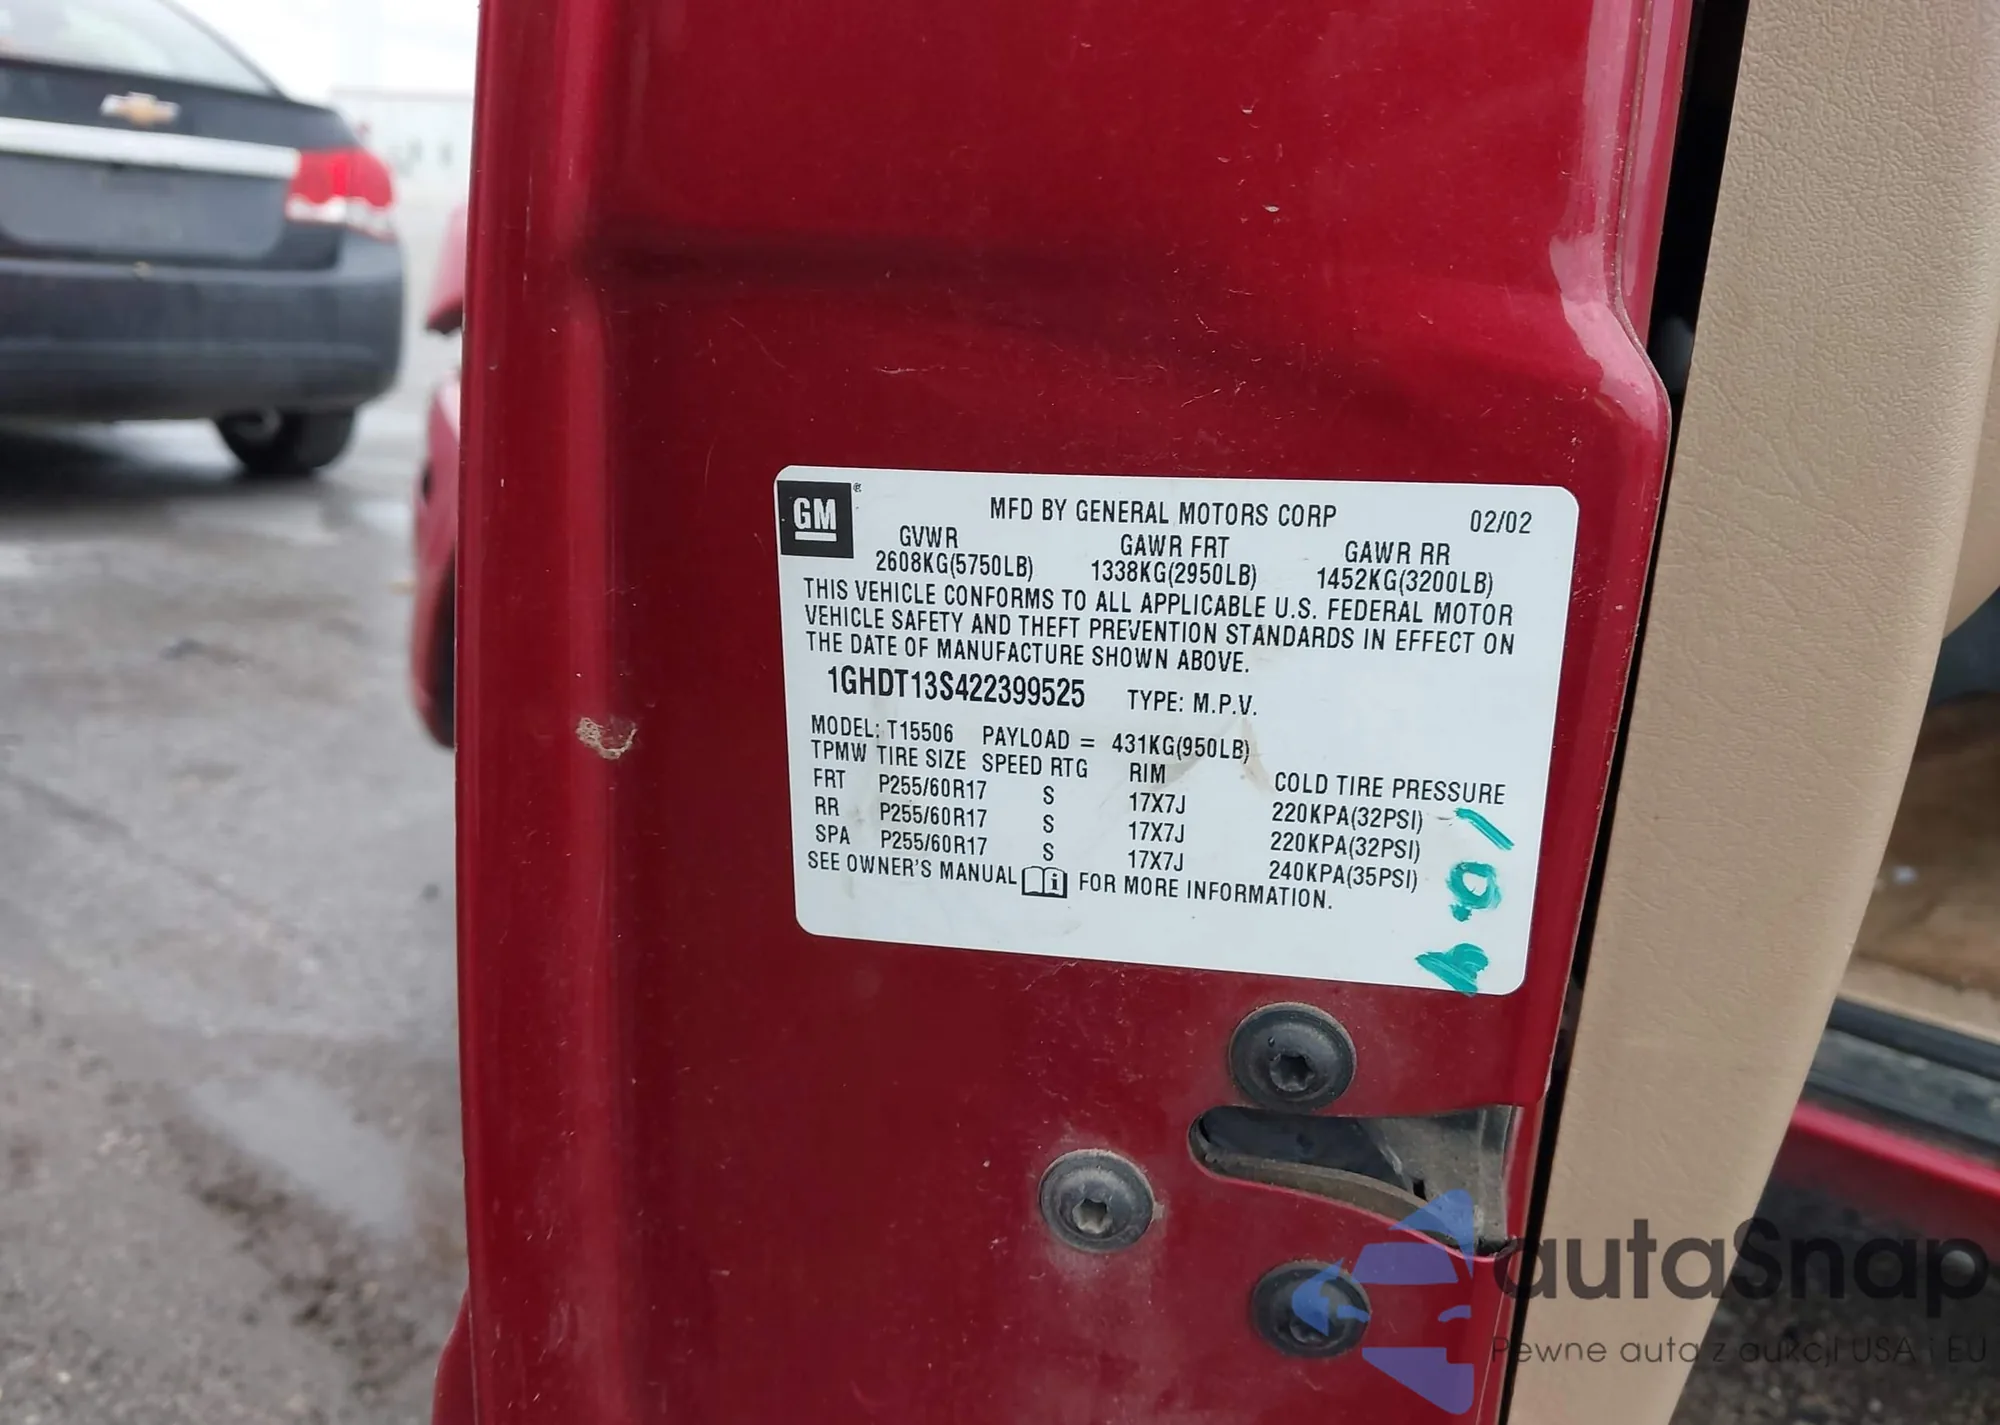 GM
MFD BY GENERAL MOTORS CORP 02/02
GVWR GAWR FRT GAWR RR
2608KG(5750LB) 1338KG(2950LB) 1452KG(3200LB)
THIS VEHICLE CONFORMS TO ALL APPLICABLE U.S. FEDERAL MOTOR
VEHICLE SAFETY AND THEFT PREVENTION STANDARDS IN EFFECT ON
THE DATE OF MANUFACTURE SHOWN ABOVE.
1GHDT13S422399525 TYPE: M.P.V.
MODEL: T15506 PAYLOAD = 431KG(950LB)
TPMW TIRE SIZE SPEED RTG RIM COLD TIRE PRESSURE
FRT P255/60R17 S 17X7J 220KPA(32PSI)
RR P255/60R17 S 17X7J 220KPA(32PSI)
SPA P255/60R17 S 17X7J 240KPA(35PSI)
SEE OWNER'S MANUAL FOR MORE INFORMATION.
autaSnap
Pewne auta z aukcji USA i EU